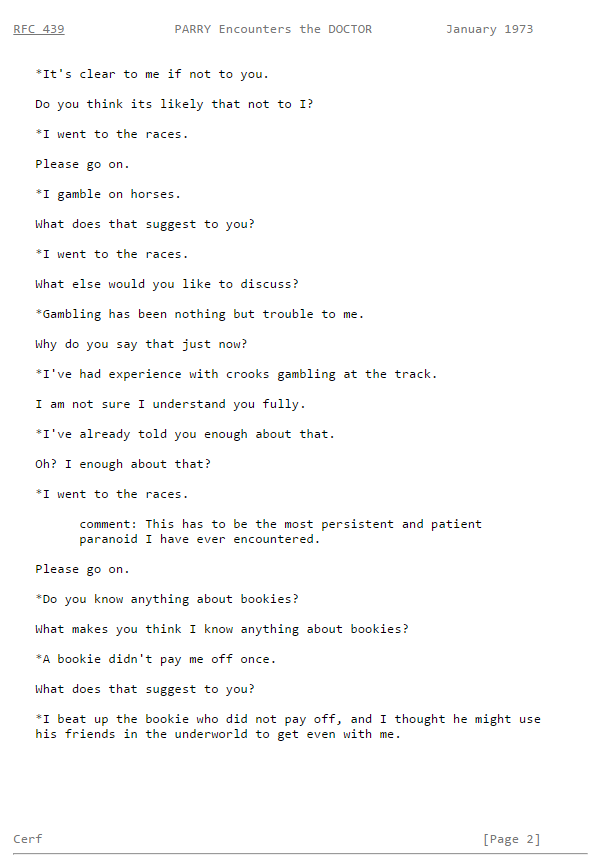 RFC 439 PARRY Encounters the DOCTOR January 1973
*It's clear to me if not to you.
Do you think its likely that not to I?
*I went to the races.
Please go on.
*I gamble on horses.
What does that suggest to you?
*I went to the races.
What else would you like to discuss?
*Gambling has been nothing but trouble to me.
Why do you say that just now?
*I've had experience with crooks gambling at the track.
I am not sure I understand you fully.
*I've already told you enough about that.
Oh? I enough about that?
*I went to the races.
comment: This has to be the most persistent and patient
paranoid I have ever encountered.
Please go on.
*Do you know anything about bookies?
What makes you think I know anything about bookies?
*A bookie didn't pay me off once.
What does that suggest to you?
*I beat up the bookie who did not pay off, and I thought he might use
his friends in the underworld to get even with me.
Cerf [Page 2]